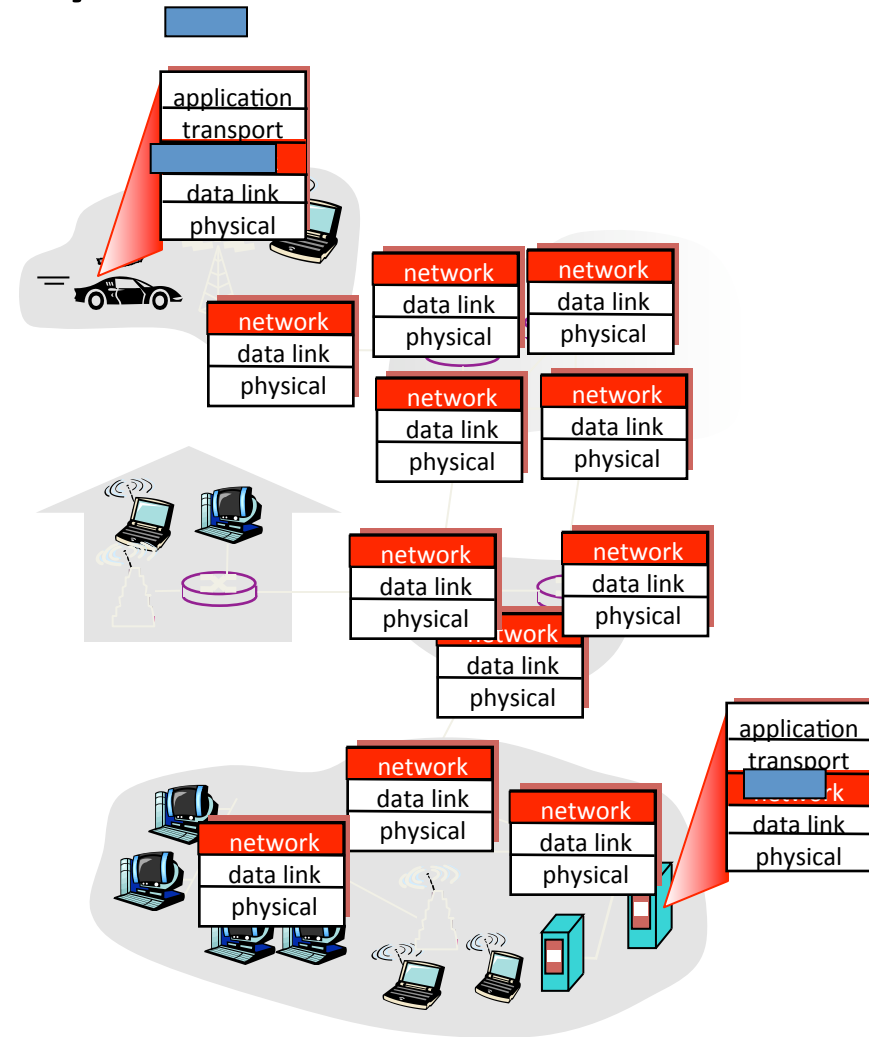 application
transport
data link
physical
network
data link
physical
network
data link
physical
network
data link
physical
network
data link
physical
network
data link
physical
network
data link
physical
network
data link
physical
network
data link
physical
network
data link
physical
network
data link
physical
network
data link
physical
application
transport
data link
physical